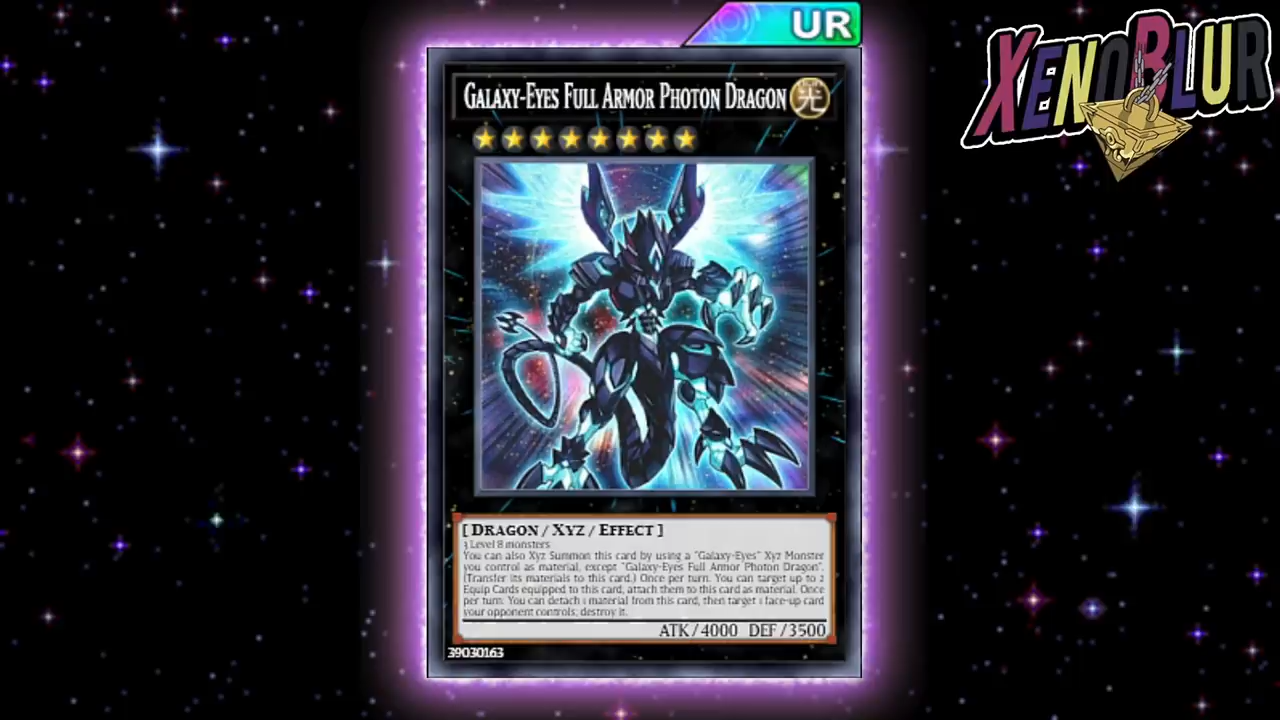 UR
XENOBLUR
GALAXY-EYES FULL ARMOR PHOTON DRAGON 光
[ DRAGON / XYZ / EFFECT ]
3 Level 8 monsters
You can also Xyz Summon this card by using a "Galaxy-Eyes" Xyz Monster
you control as material, except "Galaxy-Eyes Full Armor Photon Dragon".
(Transfer its materials to this card.) Once per turn: You can target up to 2
Equip Cards equipped to this card, attach them to this card as material. Once
per turn: You can detach 1 material from this card, then target 1 face-up card
your opponent controls; destroy it.
ATK/4000 DEF/3500
39030163